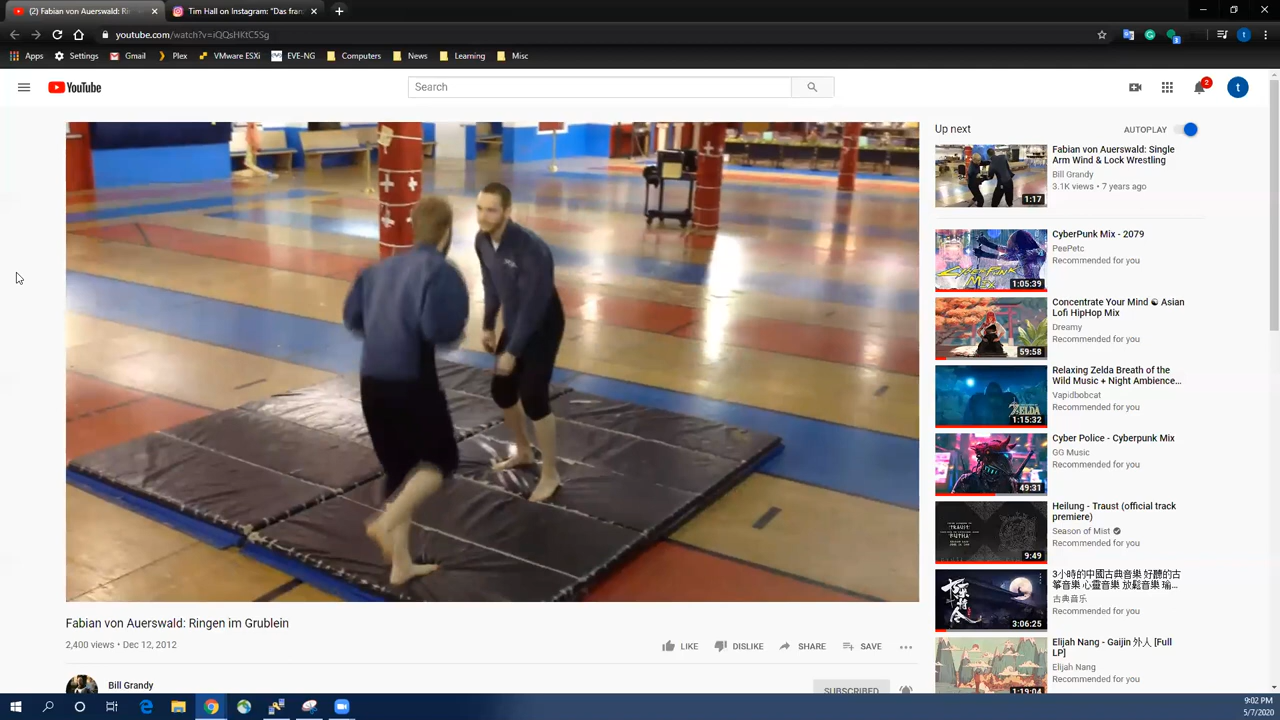 (2) Fabian von Auerswald: Rin
Tim Hall on Instagram: "Das fran
youtube.com/watch?v=iQQsHKtC5Sg
Apps
Settings
Gmail
Plex
VMware ESXi
EVE-NG
Computers
News
Learning
Misc
YouTube
Search
2
t
Up next
AUTOPLAY
Fabian von Auerswald: Single
Arm Wind & Lock Wrestling
Bill Grandy
3.1K views • 7 years ago
1:17
CyberPunk Mix - 2079
PeePetc
Recommended for you
1:05:39
Concentrate Your Mind ☯ Asian
Lofi HipHop Mix
Dreamy
Recommended for you
59:58
Relaxing Zelda Breath of the
Wild Music + Night Ambience...
Vapidbobcat
Recommended for you
ZELDA
1:15:32
Cyber Police - Cyberpunk Mix
GG Music
Recommended for you
49:31
Heilung - Traust (official track
premiere)
Season of Mist
Recommended for you
9:49
3小時的中國古典音樂 好聽的古
箏音樂 心靈音樂 放鬆音樂 瑜...
古典音乐
Recommended for you
3:06:25
Elijah Nang - Gaijin 外人 [Full
LP]
Elijah Nang
Recommended for you
1:19:04
Fabian von Auerswald: Ringen im Grublein
2,400 views • Dec 12, 2012
LIKE
DISLIKE
SHARE
SAVE
Bill Grandy
SUBSCRIBED
9:02 PM
5/7/2020